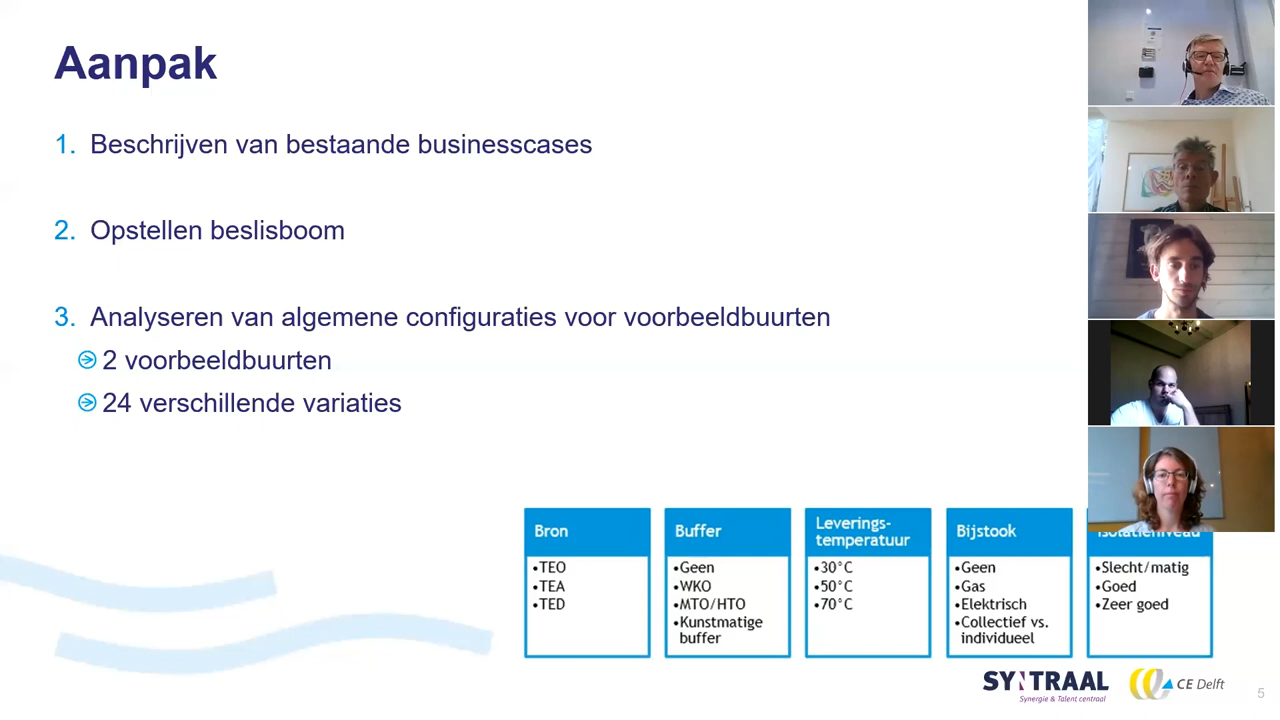 Aanpak
1. Beschrijven van bestaande businesscases
2. Opstellen beslisboom
3. Analyseren van algemene configuraties voor voorbeeldbuurten
2 voorbeeldbuurten
24 verschillende variaties
Bron
•TEO
•TEA
•TED
Buffer
•Geen
•WKO
•MTO/HTO
•Kunstmatige
buffer
Leverings-
temperatuur
•30°C
•50°C
•70°C
Bijstook
•Geen
•Gas
•Elektrisch
•Collectief vs.
individueel
Isolatieniveau
•Slecht/matig
•Goed
•Zeer goed
SYNTRAAL
Synergie & Talent centraal
CE Delft
5